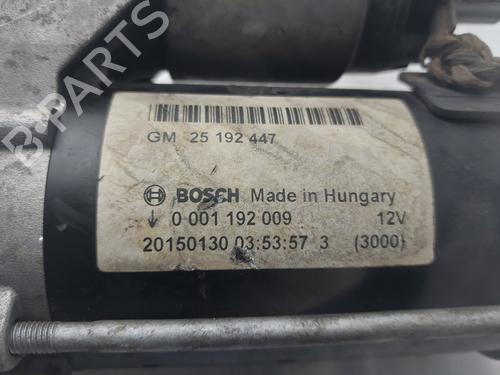 GM 25 192 447
BOSCH Made in Hungary
↓ 0 001 192 009 12V
20150130 03:53:57 3 (3000)
B-PARTS